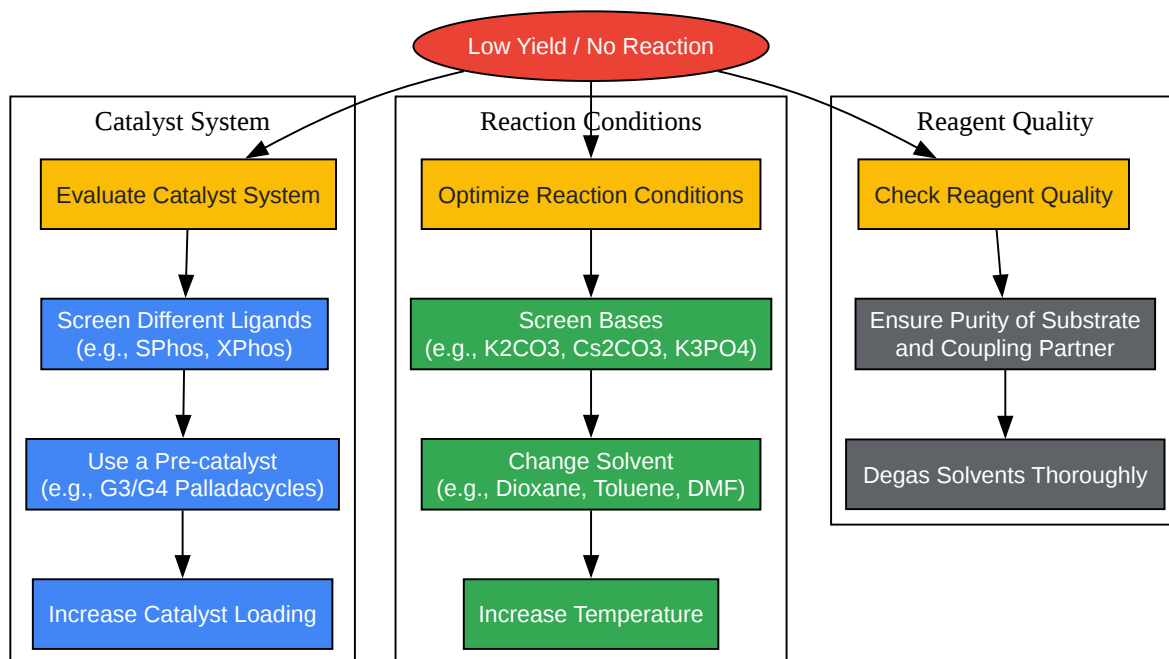 Low Yield / No Reaction
Catalyst System
Evaluate Catalyst System
Screen Different Ligands
(e.g., SPhos, XPhos)
Use a Pre-catalyst
(e.g., G3/G4 Palladacycles)
Increase Catalyst Loading
Reaction Conditions
Optimize Reaction Conditions
Screen Bases
(e.g., K2CO3, Cs2CO3, K3PO4)
Change Solvent
(e.g., Dioxane, Toluene, DMF)
Increase Temperature
Reagent Quality
Check Reagent Quality
Ensure Purity of Substrate
and Coupling Partner
Degas Solvents Thoroughly